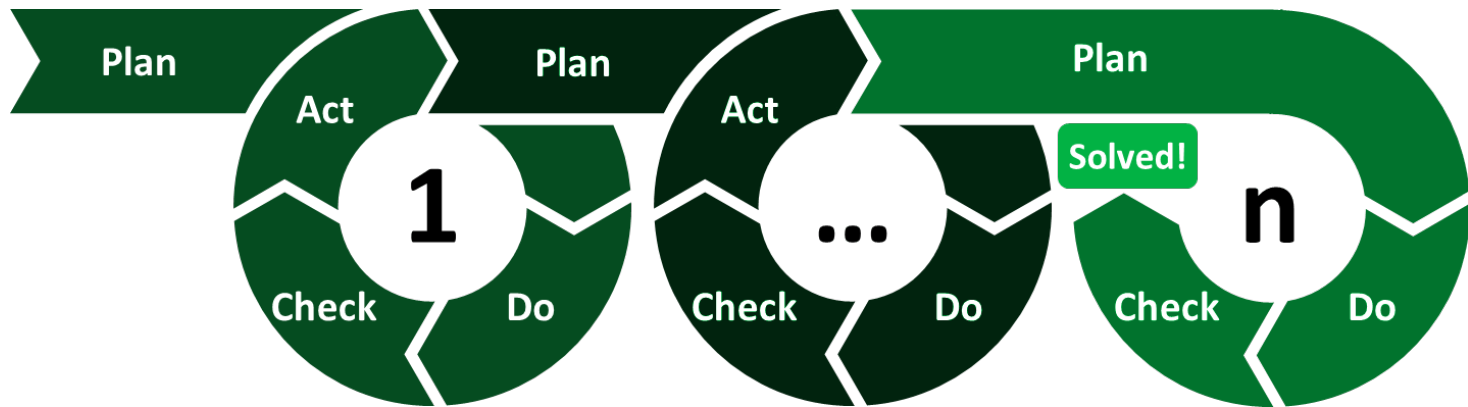 Plan
Plan
Plan
Act
Act
Solved!
1
...
n
Check
Do
Check
Do
Check
Do